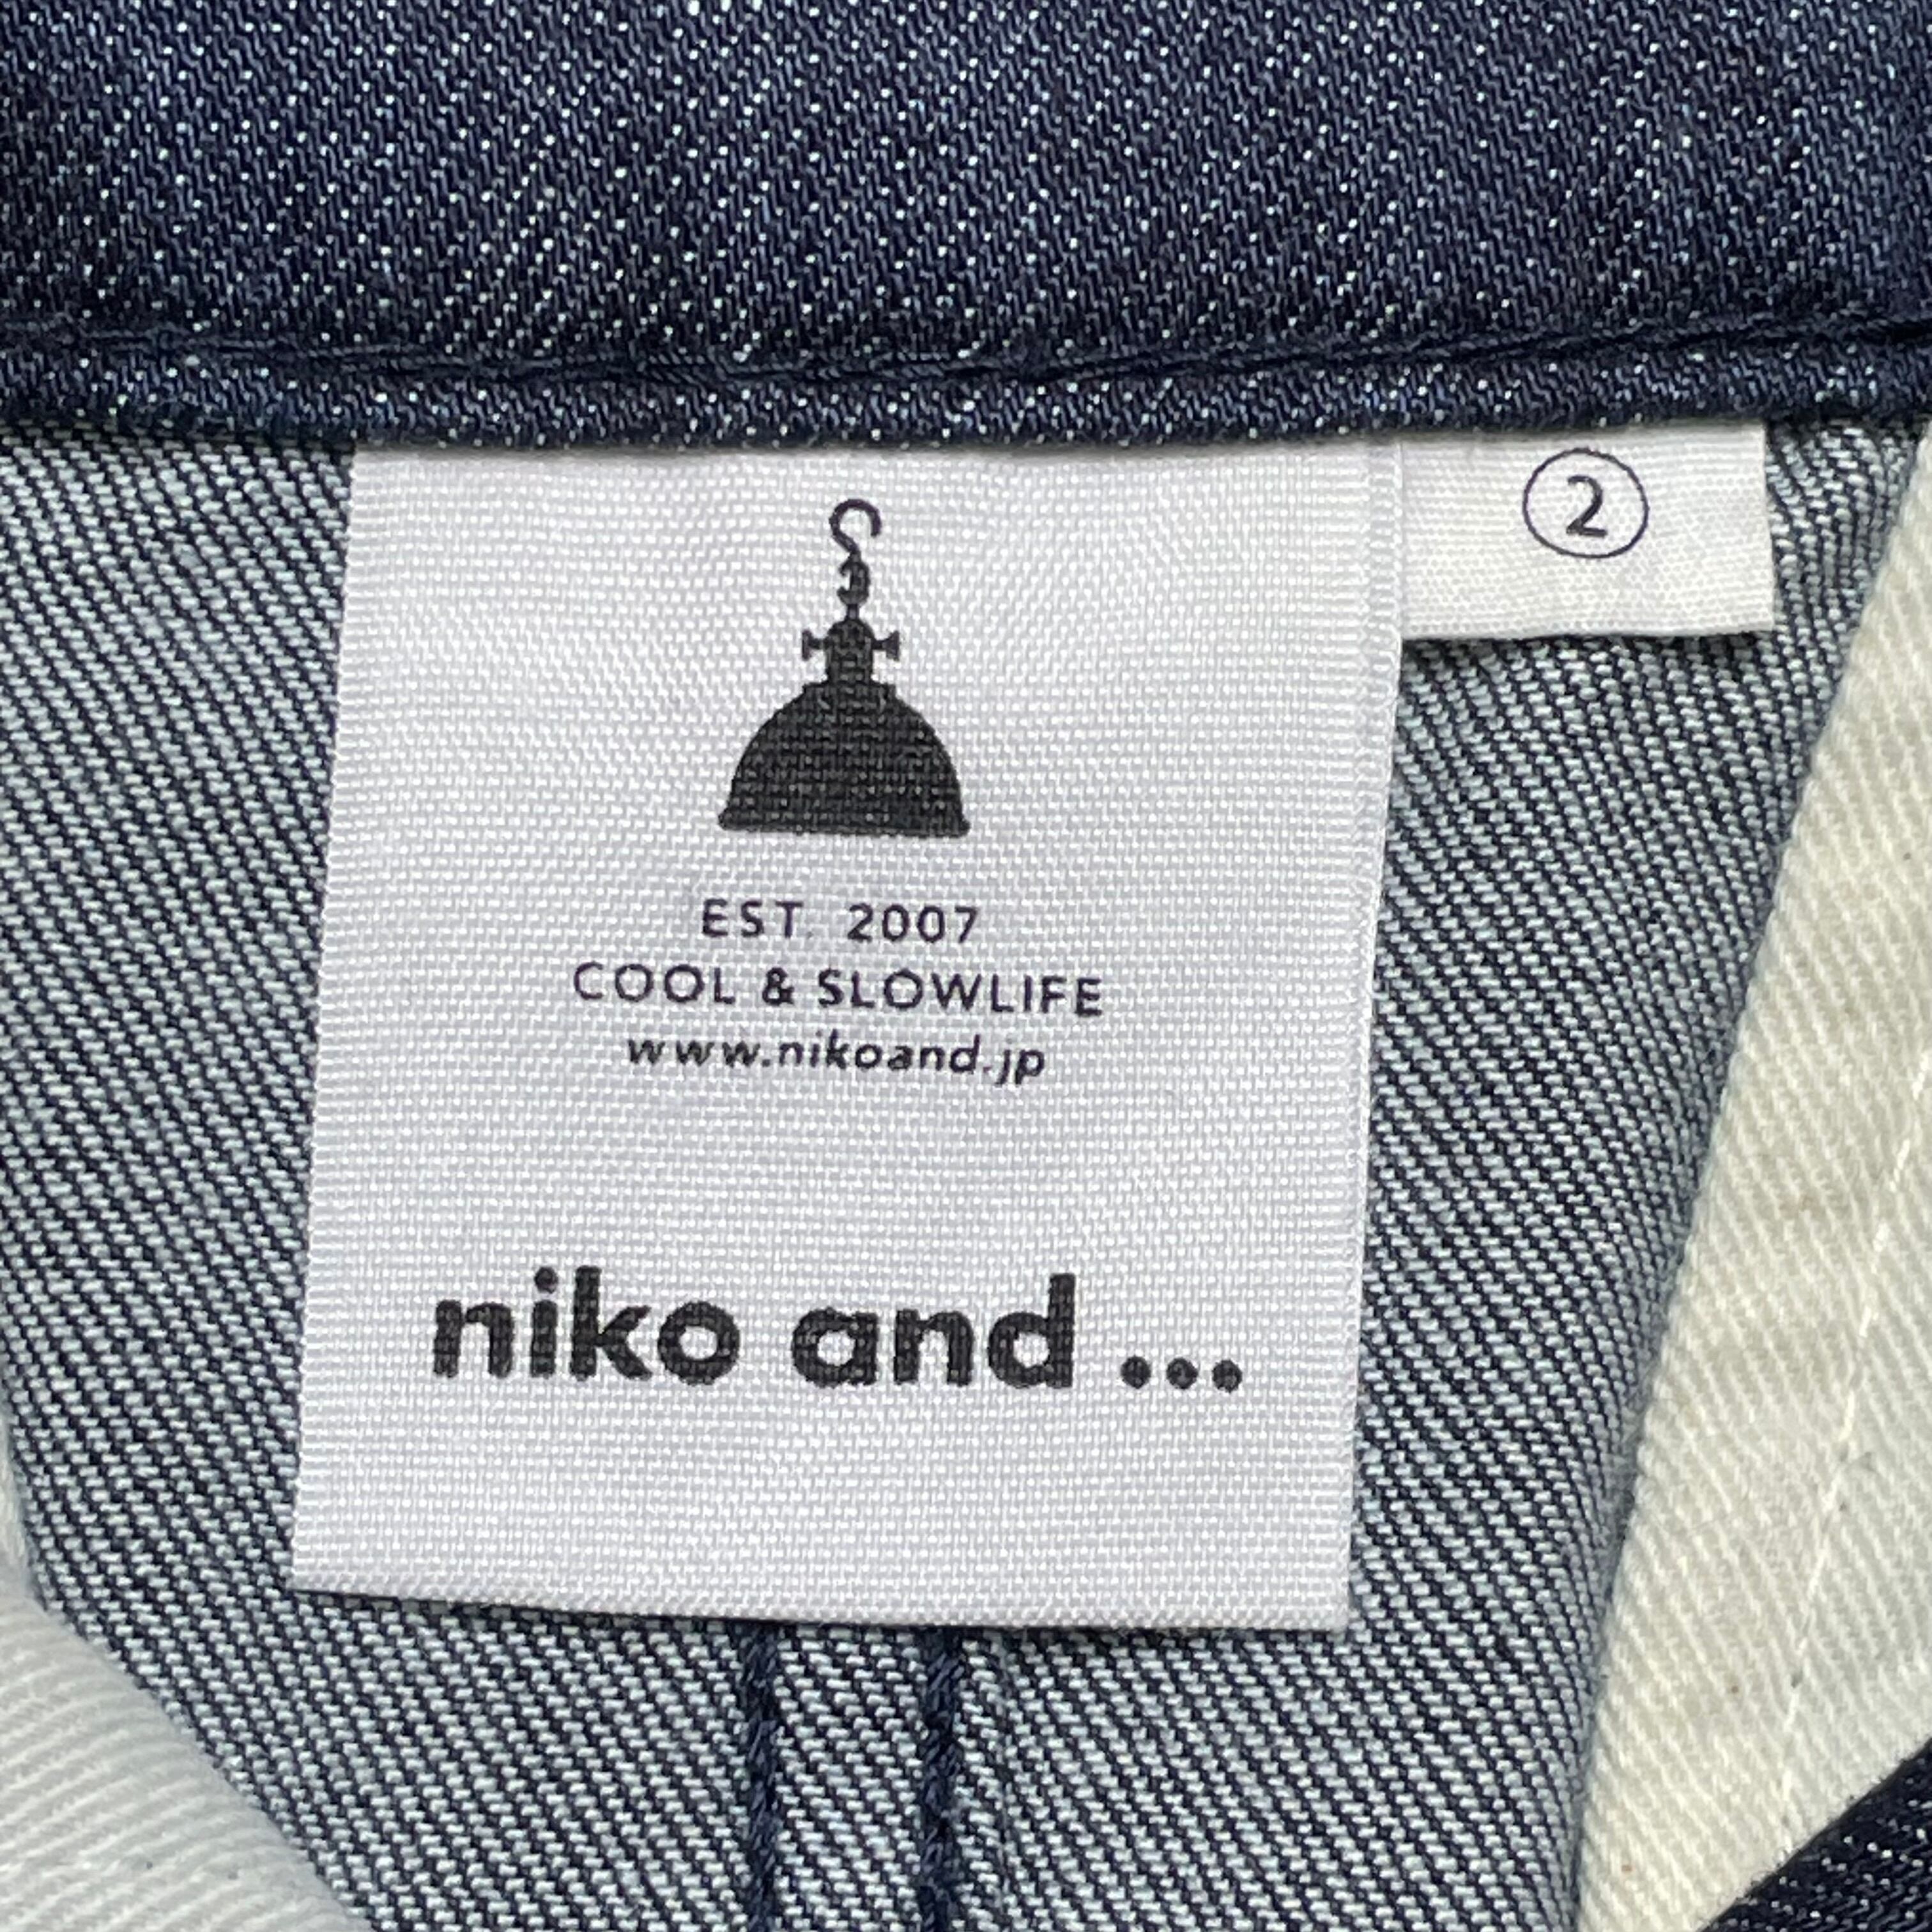 ②
EST. 2007
COOL & SLOWLIFE
www.nikoand.jp
niko and ...